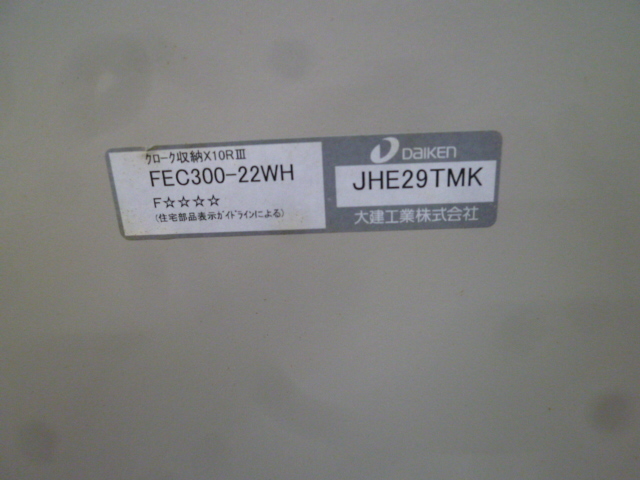 クローク収納X10RⅢ
FEC300-22WH
F☆☆☆☆
(住宅部品表示ガイドラインによる)
DAIKEN
JHE29TMK
大建工業株式会社